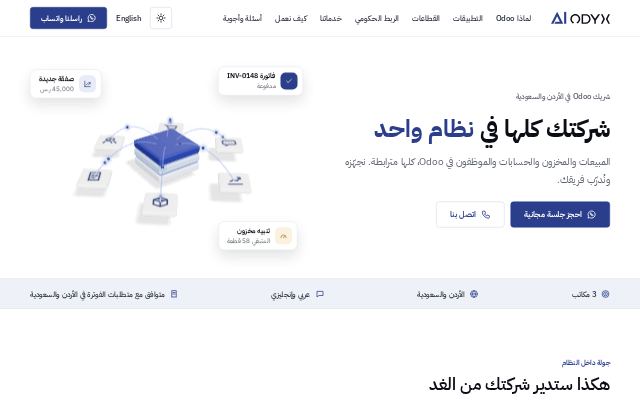 AI ODYX
لماذا Odoo
التطبيقات
القطاعات
الربط الحكومي
خدماتنا
كيف نعمل
أسئلة وأجوبة
English
راسلنا واتساب
شريك Odoo في الأردن والسعودية
شركتك كلها في نظام واحد
المبيعات والمخزون والحسابات والموظفون في Odoo، كلها مترابطة. نجهّزه
وندرّب فريقك.
احجز جلسة مجانية
اتصل بنا
فاتورة INV-0148
مدفوعة
صفقة جديدة
45,000 ر.س
تنبيه مخزون
المتبقي 58 قطعة
3 مكاتب
الأردن والسعودية
عربي وإنجليزي
متوافق مع متطلبات الفوترة في الأردن والسعودية
جولة داخل النظام
هكذا ستدير شركتك من الغد